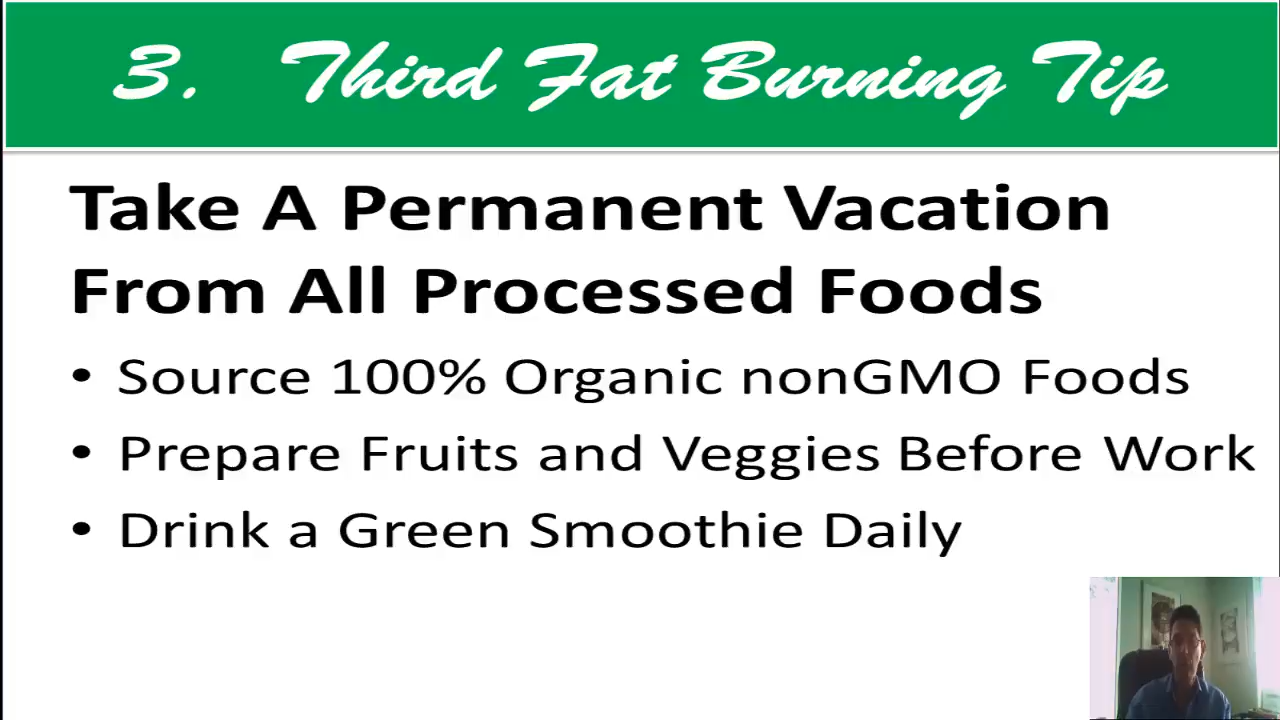 3. Third Fat Burning Tip
Take A Permanent Vacation
From All Processed Foods
• Source 100% Organic nonGMO Foods
• Prepare Fruits and Veggies Before Work
• Drink a Green Smoothie Daily